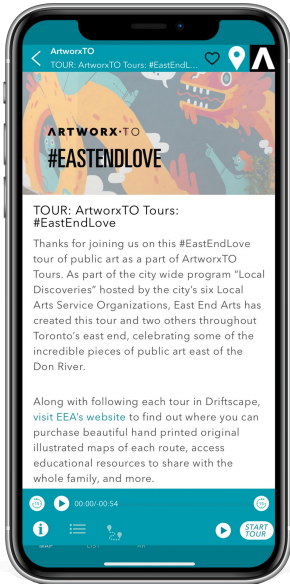 ArtworxTO
TOUR: ArtworxTO Tours: #EastEndL...
ARTWORX·TO
#EASTENDLOVE
TOUR: ArtworxTO Tours:
#EastEndLove
Thanks for joining us on this #EastEndLove
tour of public art as a part of ArtworxTO
Tours. As part of the city wide program “Local
Discoveries” hosted by the city’s six Local
Arts Service Organizations, East End Arts has
created this tour and two others throughout
Toronto’s east end, celebrating some of the
incredible pieces of public art east of the
Don River.
Along with following each tour in Driftscape,
visit EEA’s website to find out where you can
purchase beautiful hand printed original
illustrated maps of each route, access
educational resources to share with the
whole family, and more.
00:00/-00:54
START
TOUR